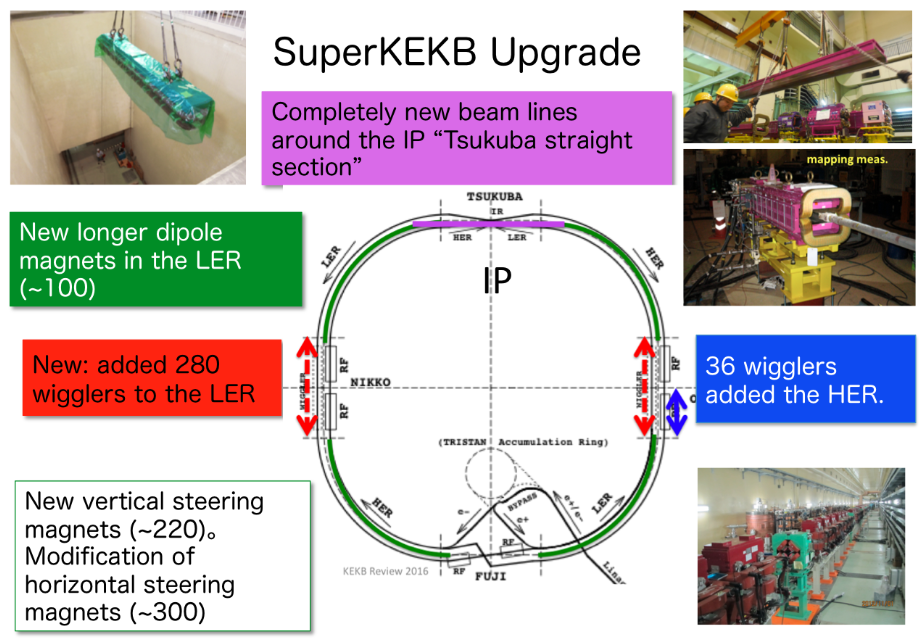 SuperKEKB Upgrade
Completely new beam lines
around the IP “Tsukuba straight
section”
mapping meas.
New longer dipole
magnets in the LER
(~100)
TSUKUBA
IR
HER
LER
LER
HER
IP
New: added 280
wigglers to the LER
WIGGLER
RF
RF
NIKKO
WIGGLER
RF
36 wigglers
added the HER.
(TRISTAN Accumulation Ring)
New vertical steering
magnets (~220)。
Modification of
horizontal steering
magnets (~300)
HER
e-
BYPASS
e+
e+/e-
LER
RF
RF
FUJI
KEKB Review 2016